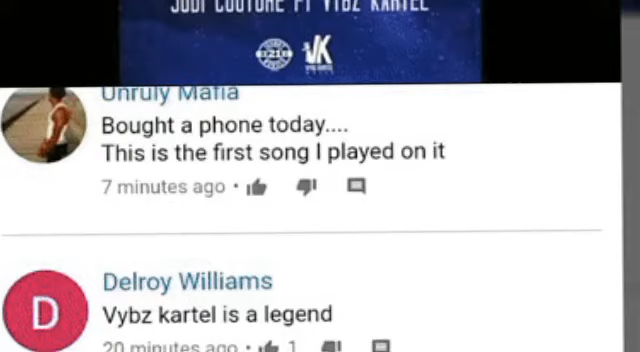 JODI COUTURE FT VYBZ KARTEL
21
VK
Unruly Mafia
Bought a phone today....
This is the first song I played on it
7 minutes ago •
D
Delroy Williams
Vybz kartel is a legend
20 minutes ago • 1